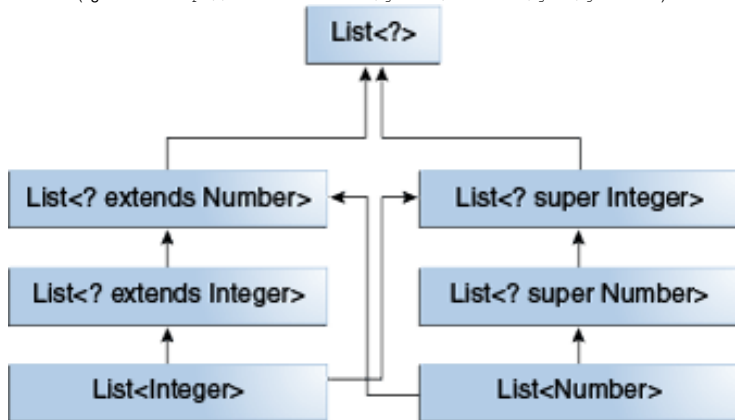 List<?>
List<? extends Number>
List<? super Integer>
List<? extends Integer>
List<? super Number>
List<Integer>
List<Number>